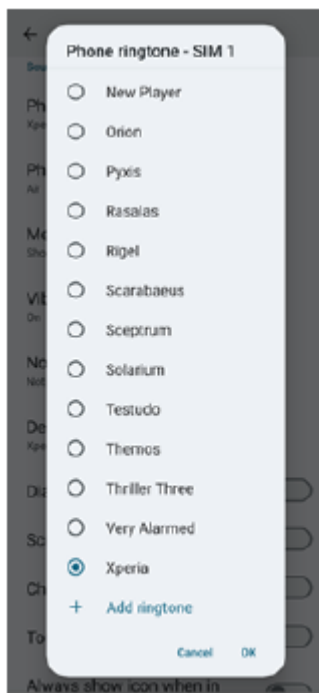 Phone ringtone - SIM 1
New Player
Orion
Pyxis
Rasalas
Rigel
Scarabaeus
Sceptrum
Solarium
Testudo
Themos
Thriller Three
Very Alarmed
Xperia
+ Add ringtone
Cancel OK
Always show icon when in